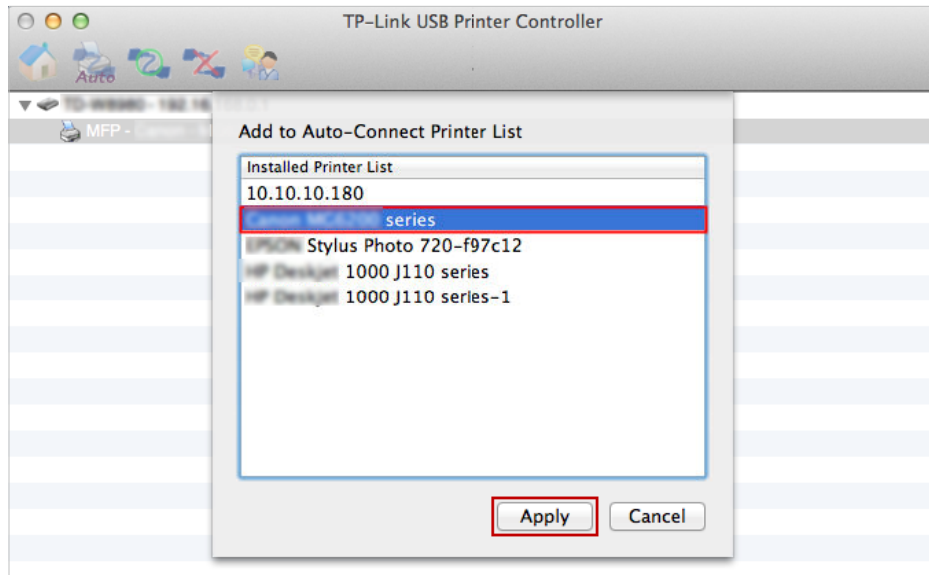 TP-Link USB Printer Controller
Auto
MFP -
Add to Auto-Connect Printer List
Installed Printer List
10.10.10.180
series
Stylus Photo 720-f97c12
1000 J110 series
1000 J110 series-1
Apply
Cancel